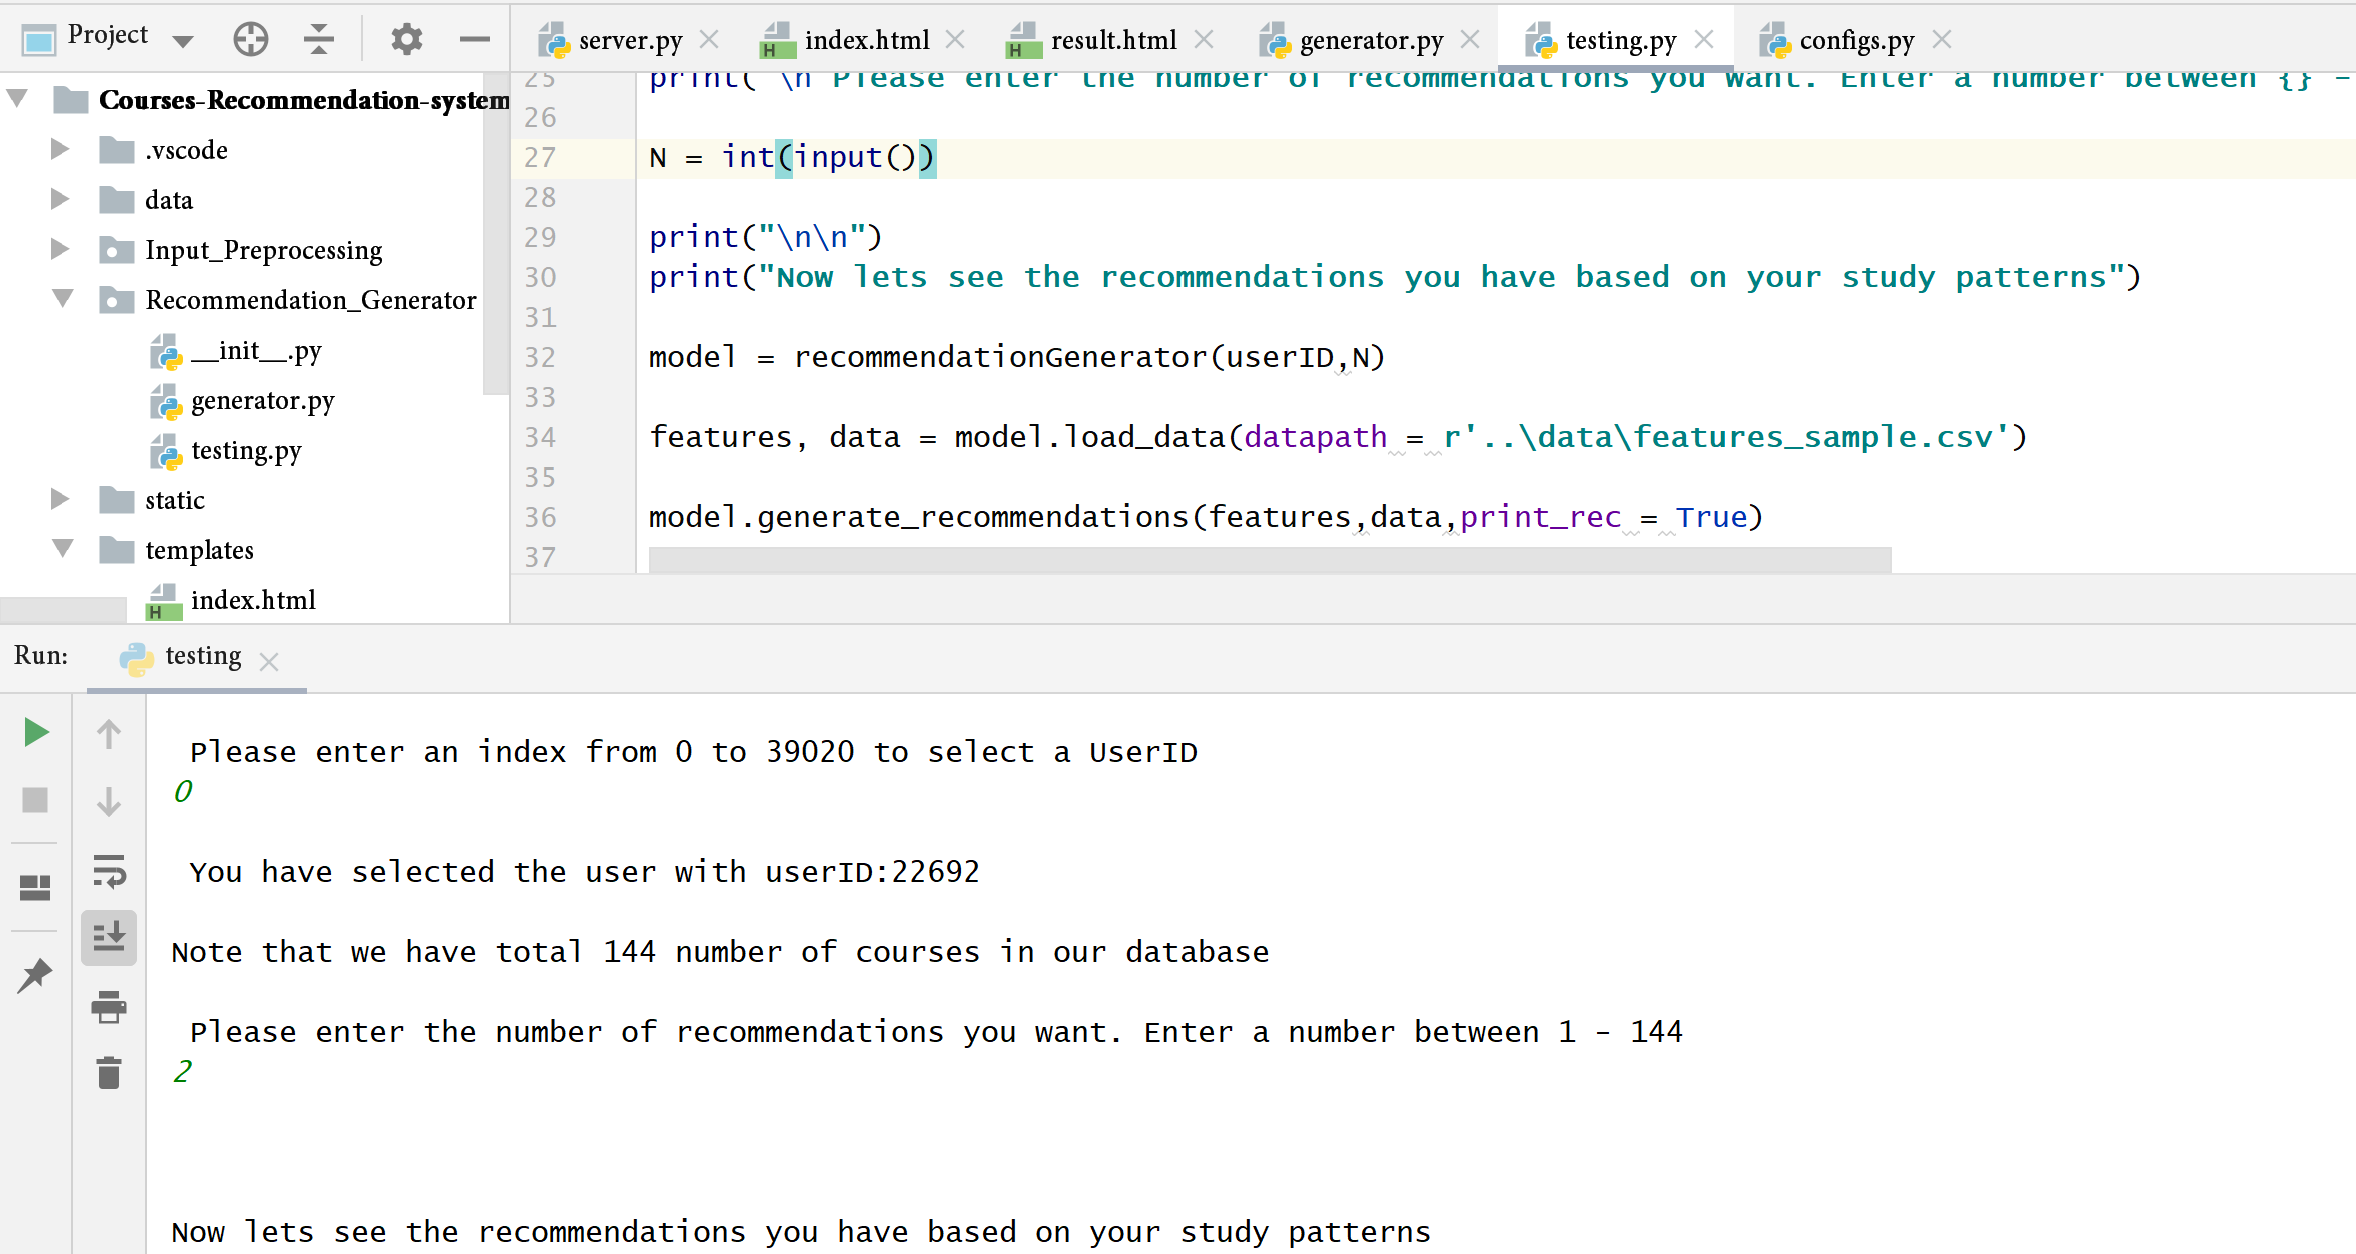 Project
server.py
index.html
result.html
generator.py
testing.py
configs.py
Courses-Recommendation-system
.vscode
data
Input_Preprocessing
Recommendation_Generator
__init__.py
generator.py
testing.py
static
templates
index.html
25 print("\n Please enter the number of recommendations you want. Enter a number between {} -
26
27 N = int(input())
28
29 print("\n\n")
30 print("Now lets see the recommendations you have based on your study patterns")
31
32 model = recommendationGenerator(userID,N)
33
34 features, data = model.load_data(datapath = r'..\data\features_sample.csv')
35
36 model.generate_recommendations(features,data,print_rec = True)
37
Run: testing
Please enter an index from 0 to 39020 to select a UserID
0
You have selected the user with userID:22692
Note that we have total 144 number of courses in our database
Please enter the number of recommendations you want. Enter a number between 1 - 144
2
Now lets see the recommendations you have based on your study patterns